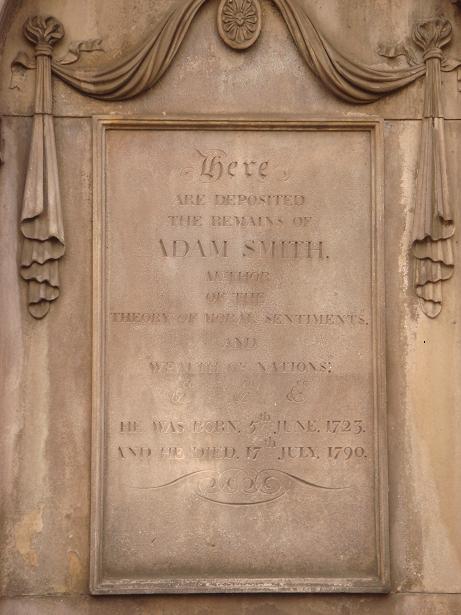 Here
ARE DEPOSITED
THE REMAINS OF
ADAM SMITH.
AUTHOR
OF THE
THEORY OF MORAL SENTIMENTS,
AND
WEALTH OF NATIONS;
&c &c &c
HE WAS BORN, 5th JUNE, 1723.
AND HE DIED, 17th JULY, 1790.